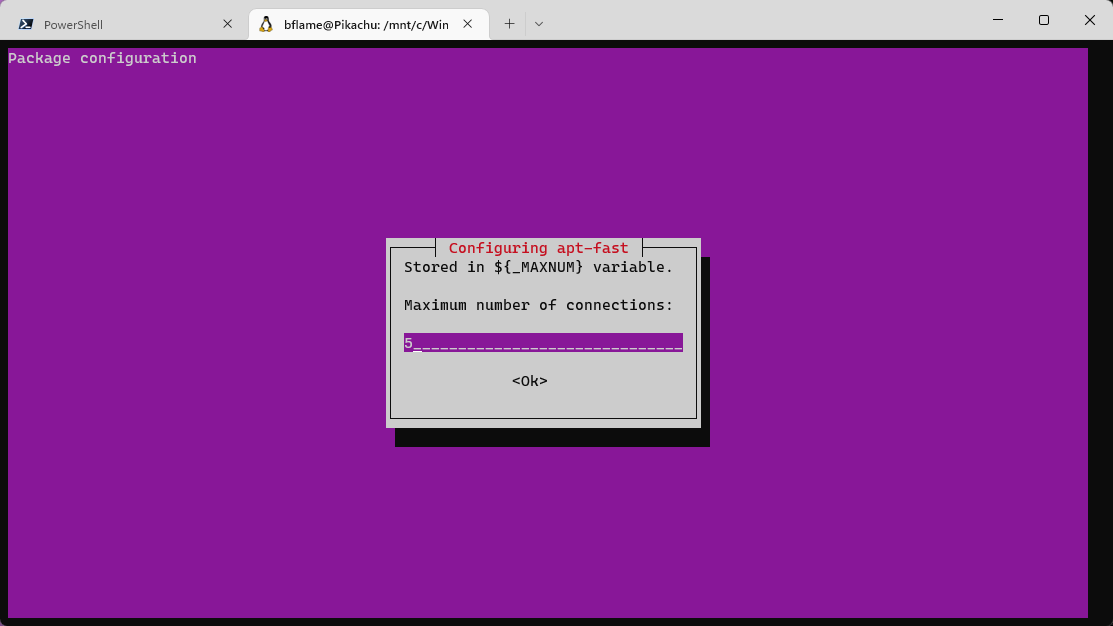 PowerShell
bflame@Pikachu: /mnt/c/Win
Package configuration
Configuring apt-fast
Stored in ${_MAXNUM} variable.
Maximum number of connections:
5______________________________
<Ok>